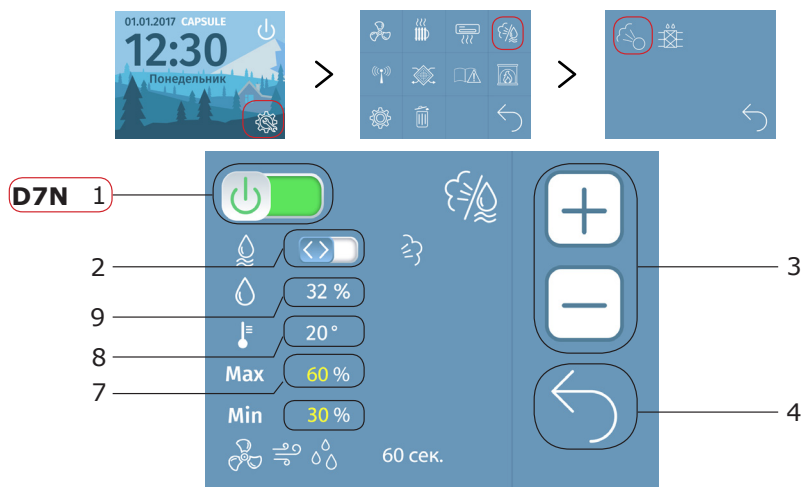 01.01.2017 CAPSULE
12:30
Понедельник
D7N 1
2
9
32 %
8
20°
7
Max 60 %
Min 30 %
60 сек.
3
4